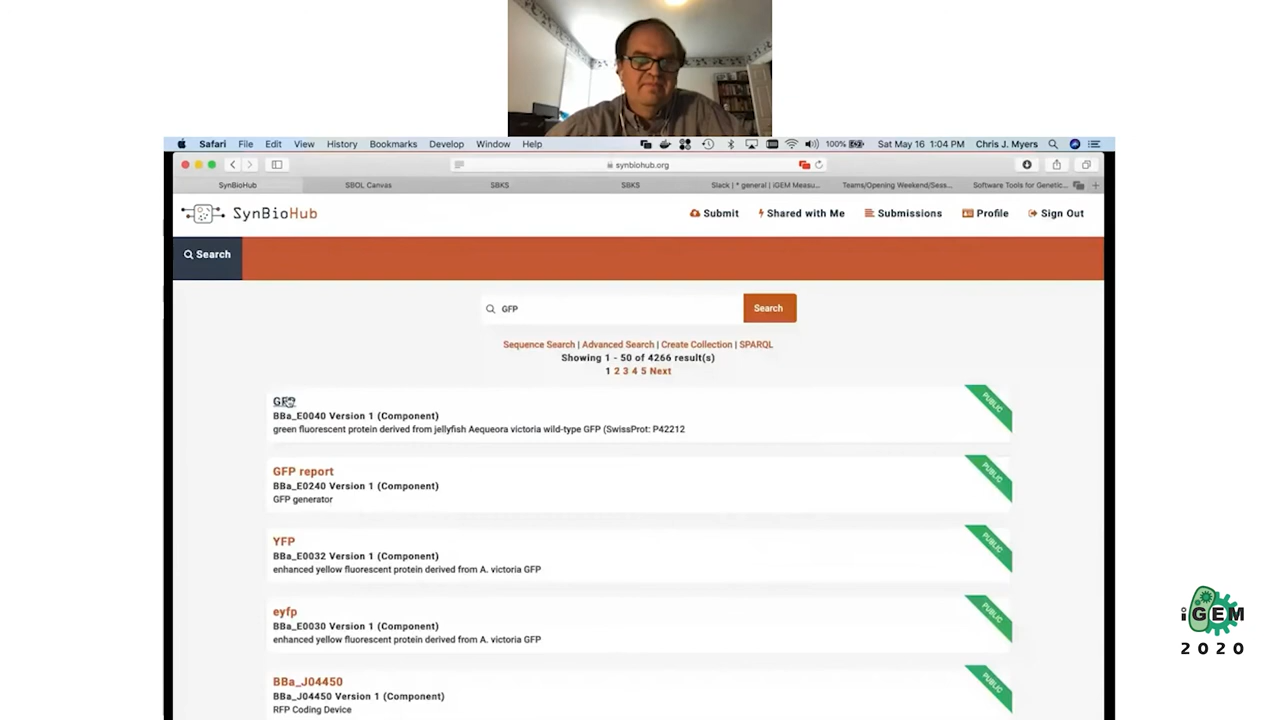 Safari File Edit View History Bookmarks Develop Window Help 100% Sat May 16 1:04 PM Chris J. Myers
synbiohub.org
SynBioHub SBOL Canvas SBKS SBKS Slack | * general | iGEM Measu... Teams/Opening Weekend/Sess... Software Tools for Genetic...
SynBioHub Submit Shared with Me Submissions Profile Sign Out
Search
GFP Search
Sequence Search | Advanced Search | Create Collection | SPARQL
Showing 1 - 50 of 4266 result(s)
1 2 3 4 5 Next
GFP
BBa_E0040 Version 1 (Component)
green fluorescent protein derived from jellyfish Aequeora victoria wild-type GFP (SwissProt: P42212
PUBLIC
GFP report
BBa_E0240 Version 1 (Component)
GFP generator
PUBLIC
YFP
BBa_E0032 Version 1 (Component)
enhanced yellow fluorescent protein derived from A. victoria GFP
PUBLIC
eyfp
BBa_E0030 Version 1 (Component)
enhanced yellow fluorescent protein derived from A. victoria GFP
PUBLIC
BBa_J04450
BBa_J04450 Version 1 (Component)
RFP Coding Device
PUBLIC
iGEM
2020